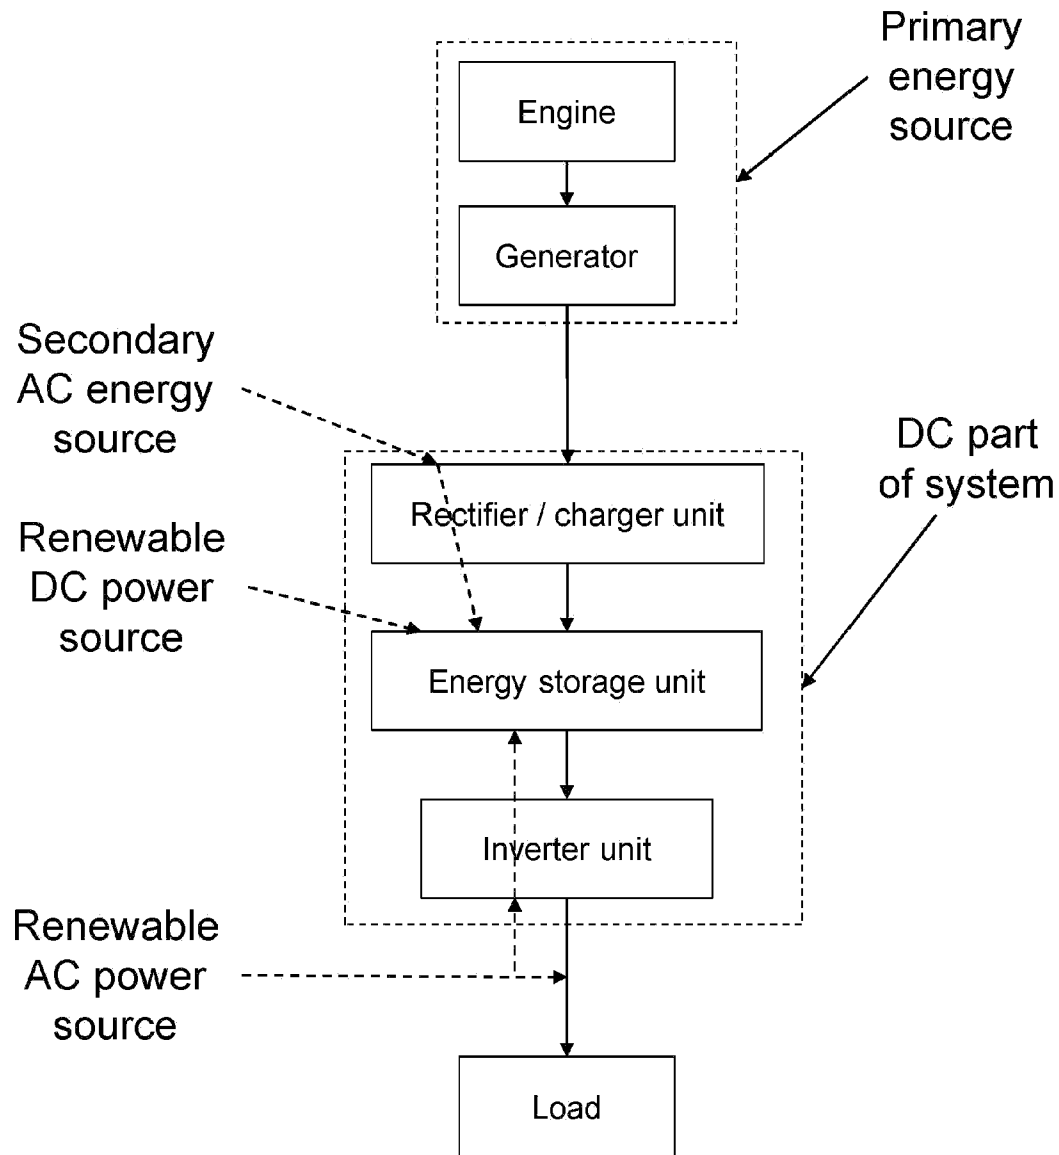 Primary
energy
source
Engine
Generator
Secondary
AC energy
source
DC part
of system
Rectifier / charger unit
Renewable
DC power
source
Energy storage unit
Inverter unit
Renewable
AC power
source
Load